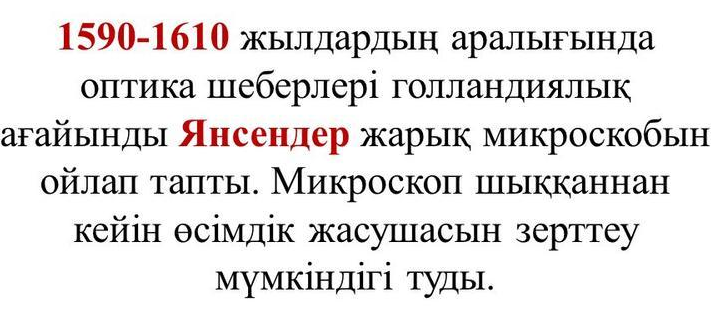 1590-1610 жылдардың аралығында
оптика шеберлері голландиялық
ағайынды Янсендер жарық микроскобын
ойлап тапты. Микроскоп шыққаннан
кейін өсімдік жасушасын зерттеу
мүмкіндігі туды.